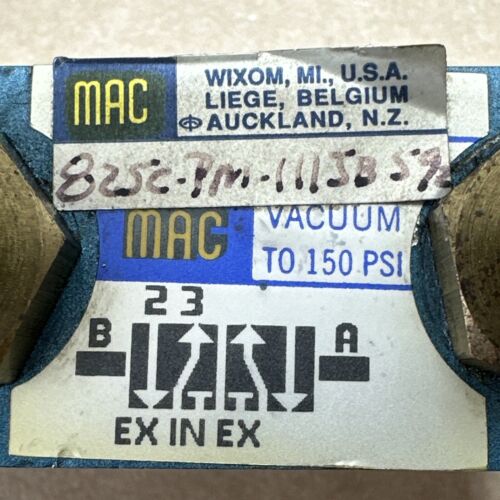 MAC
WIXOM, MI., U.S.A.
LIEGE, BELGIUM
AUCKLAND, N.Z.
825C-PM-111JB 592
MAC
VACUUM
TO 150 PSI
2 3
B
A
EX IN EX